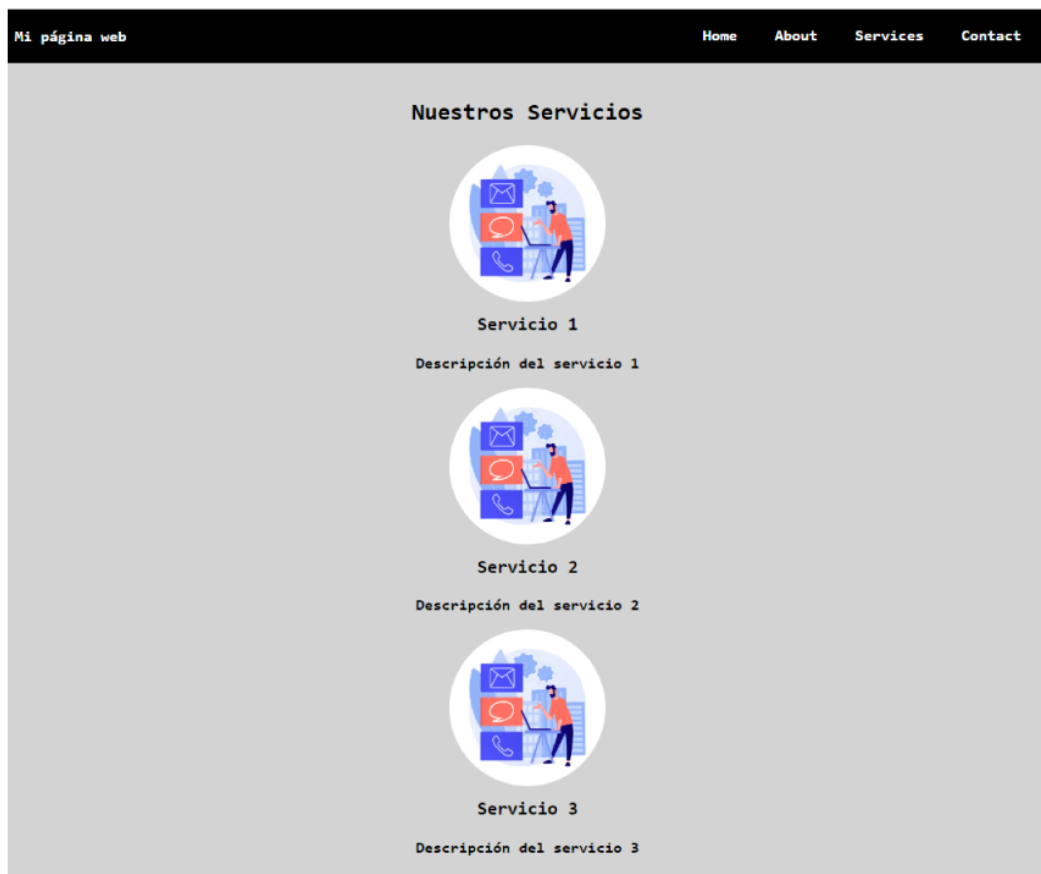 Mi página web Home About Services Contact
Nuestros Servicios
Servicio 1
Descripción del servicio 1
Servicio 2
Descripción del servicio 2
Servicio 3
Descripción del servicio 3